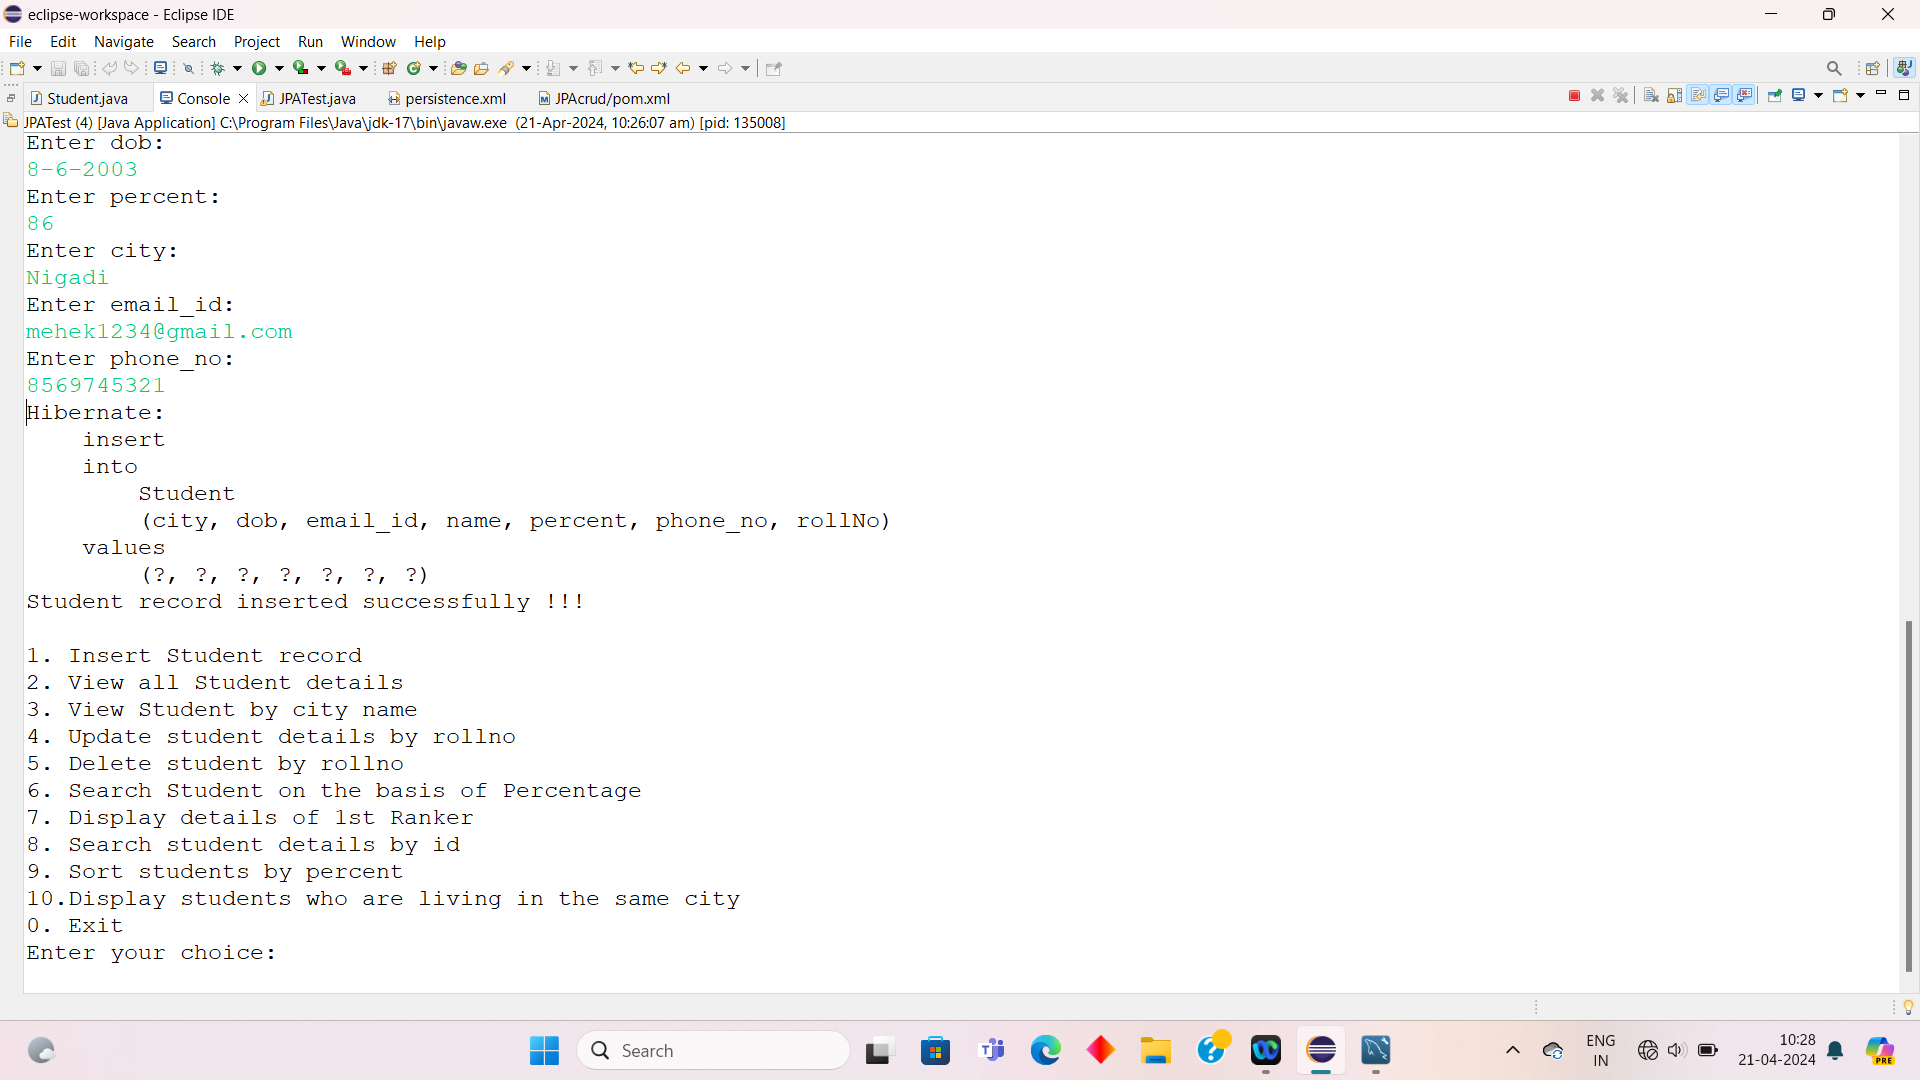 eclipse-workspace - Eclipse IDE
File Edit Navigate Search Project Run Window Help
Student.java Console JPATest.java persistence.xml JPAcrud/pom.xml
JPATest (4) [Java Application] C:\Program Files\Java\jdk-17\bin\javaw.exe (21-Apr-2024, 10:26:07 am) [pid: 135008]
Enter dob:
8-6-2003
Enter percent:
86
Enter city:
Nigadi
Enter email_id:
mehek1234@gmail.com
Enter phone_no:
8569745321
Hibernate:
insert
into
Student
(city, dob, email_id, name, percent, phone_no, rollNo)
values
(?, ?, ?, ?, ?, ?, ?)
Student record inserted successfully !!!
1. Insert Student record
2. View all Student details
3. View Student by city name
4. Update student details by rollno
5. Delete student by rollno
6. Search Student on the basis of Percentage
7. Display details of 1st Ranker
8. Search student details by id
9. Sort students by percent
10.Display students who are living in the same city
0. Exit
Enter your choice:
Search
ENG
IN
10:28
21-04-2024
PRE